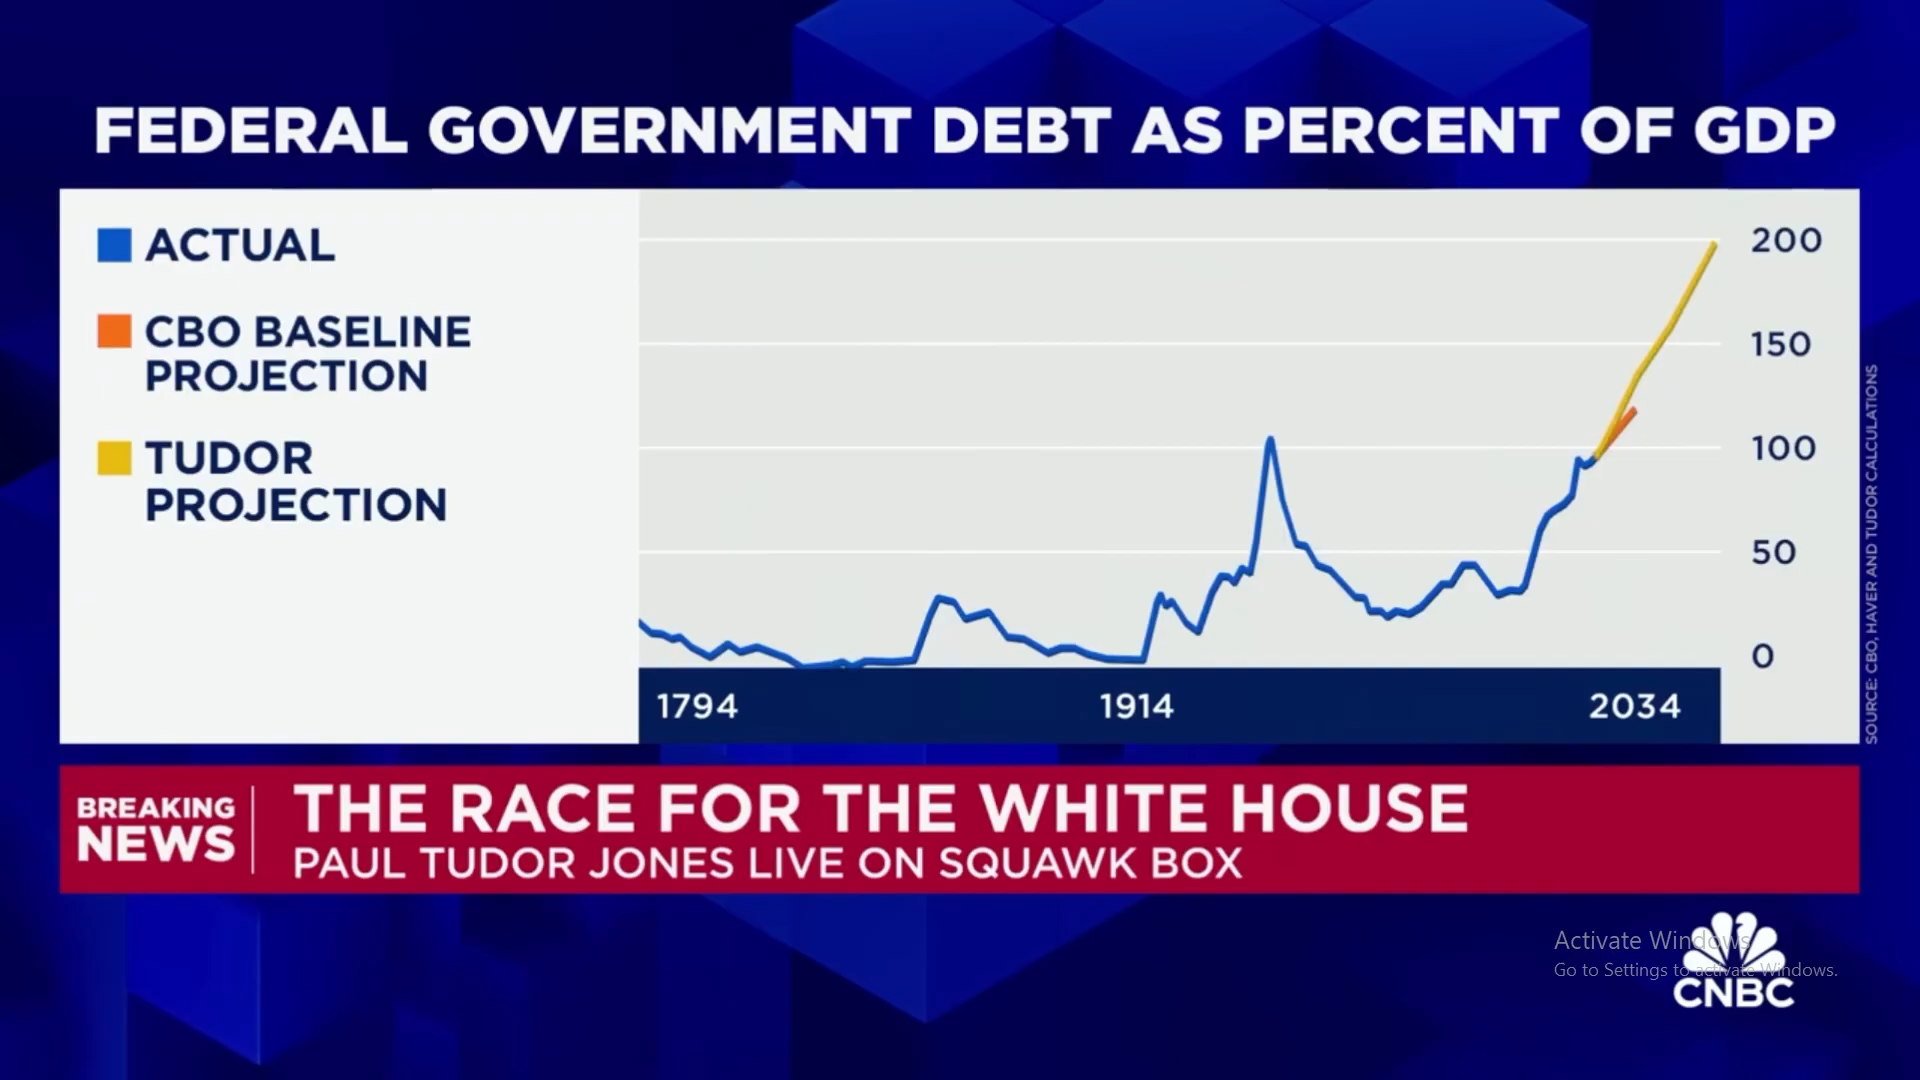 FEDERAL GOVERNMENT DEBT AS PERCENT OF GDP
ACTUAL
CBO BASELINE
PROJECTION
TUDOR
PROJECTION
200
150
100
50
0
1794 1914 2034
SOURCE: CBO, HAVER AND TUDOR CALCULATIONS
BREAKING
NEWS
THE RACE FOR THE WHITE HOUSE
PAUL TUDOR JONES LIVE ON SQUAWK BOX
Activate Windows
Go to Settings to activate Windows.
CNBC